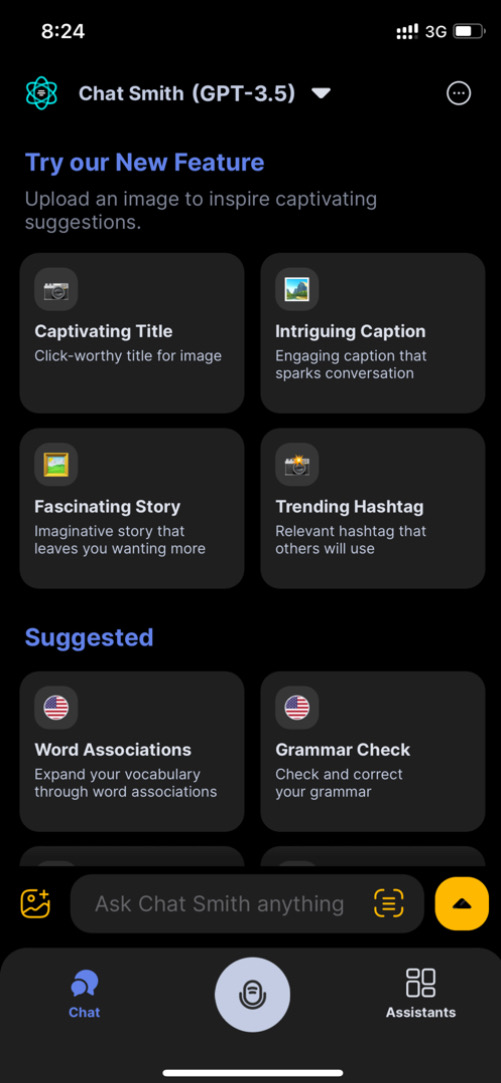 8:24
3G
Chat Smith (GPT-3.5)
Try our New Feature
Upload an image to inspire captivating
suggestions.
Captivating Title
Click-worthy title for image
Intriguing Caption
Engaging caption that
sparks conversation
Fascinating Story
Imaginative story that
leaves you wanting more
Trending Hashtag
Relevant hashtag that
others will use
Suggested
Word Associations
Expand your vocabulary
through word associations
Grammar Check
Check and correct
your grammar
Ask Chat Smith anything
Chat
Assistants